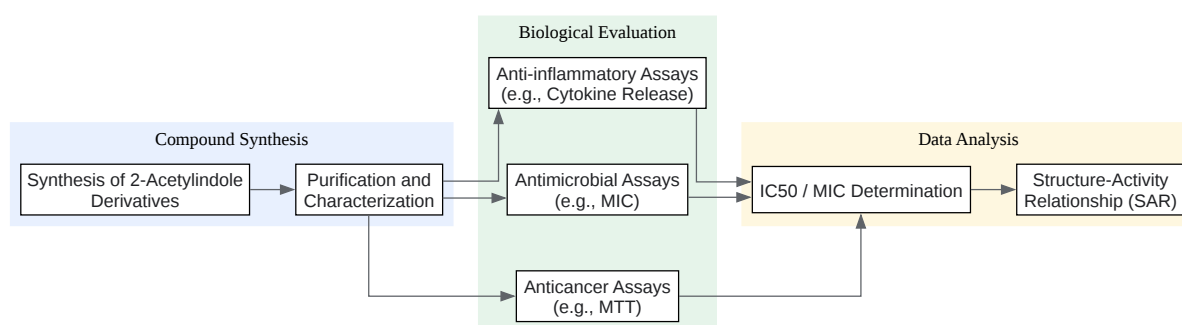 Compound Synthesis
Synthesis of 2-Acetylindole
Derivatives
Purification and
Characterization
Biological Evaluation
Anti-inflammatory Assays
(e.g., Cytokine Release)
Antimicrobial Assays
(e.g., MIC)
Anticancer Assays
(e.g., MTT)
Data Analysis
IC50 / MIC Determination
Structure-Activity
Relationship (SAR)